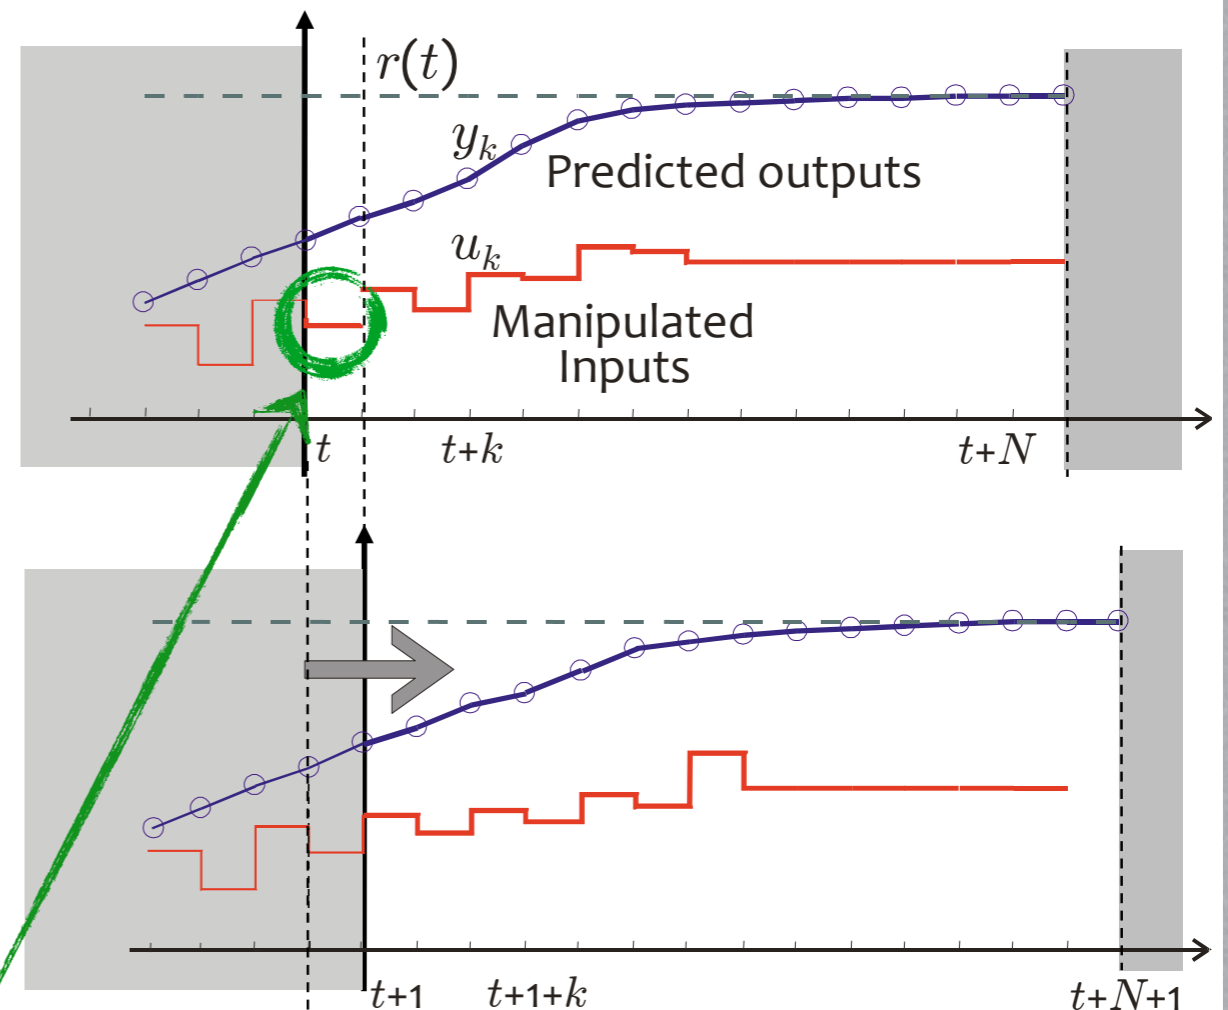 r(t)
y_k
Predicted outputs
u_k
Manipulated
Inputs
t
t+k
t+N
t+1
t+1+k
t+N+1